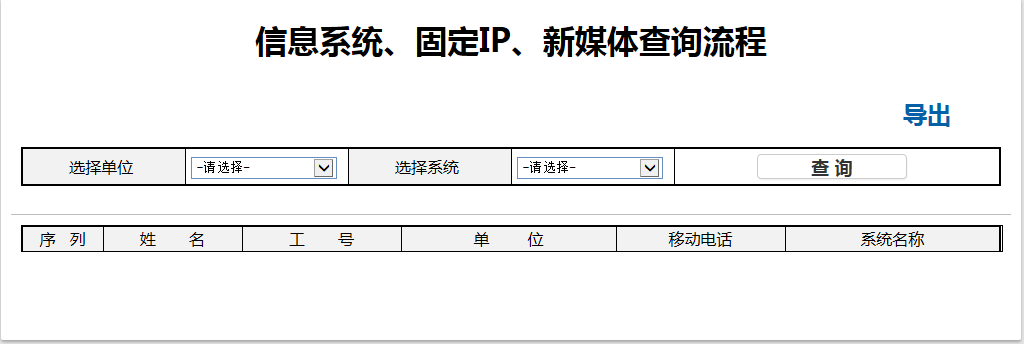 信息系统、固定IP、新媒体查询流程
导出
选择单位 -请选择- 选择系统 -请选择- 查 询
序 列 姓 名 工 号 单 位 移动电话 系统名称